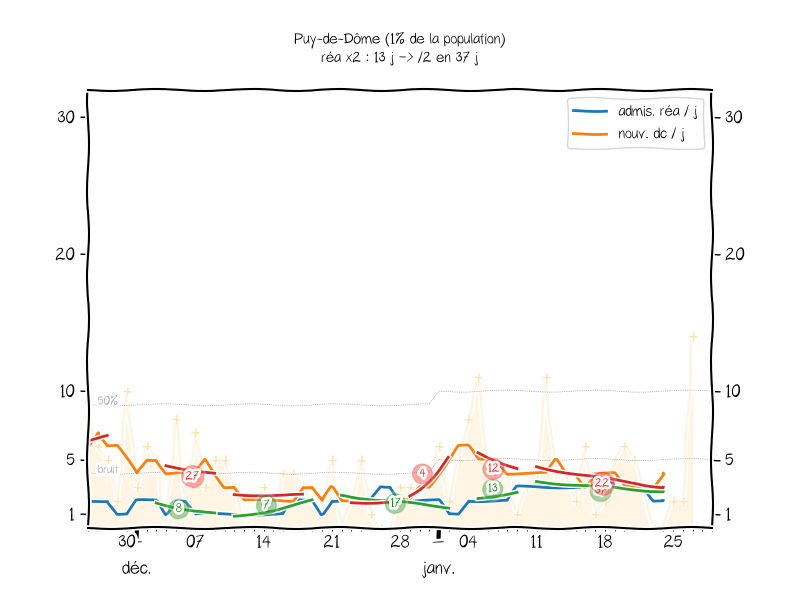 Puy-de-Dôme (1% de la population)
réa x2 : 13 j -> /2 en 37 j
admis. réa / j
nouv. dc / j
30 30
20 20
10 10
5 5
1 1
50%
bruit
27
8
7
4
17
12
13
22
30 07 14 21 28 04 11 18 25
déc. janv.